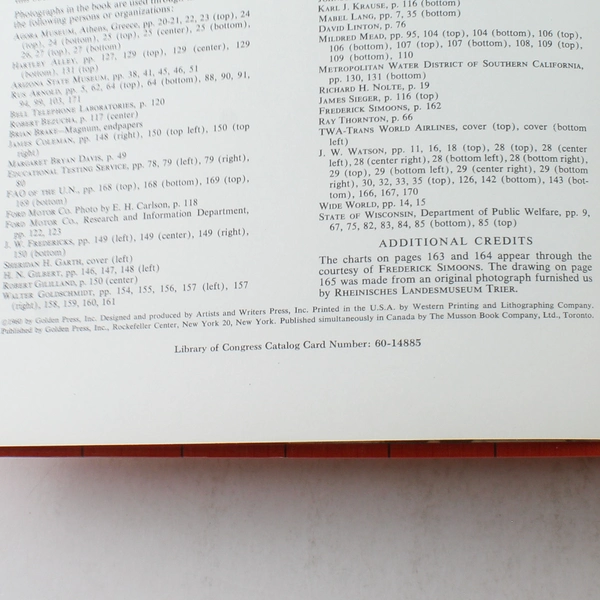 Photographs in the book are used through
the following persons or organizations:
AGORA MUSEUM, Athens, Greece, pp. 20-21, 22, 23 (top), 24
(top), 24 (bottom), 25 (top), 25 (center), 25 (bottom),
26, 27 (top), 27 (bottom)
HARTLEY ALLEY, pp. 127, 129 (top), 129 (center), 129
(bottom), 131 (top)
ARIZONA STATE MUSEUM, pp. 38, 41, 45, 46, 51
RUS ARNOLD, pp. 5, 62, 64 (top), 64 (bottom), 88, 90, 91,
94, 99, 103, 171
BELL TELEPHONE LABORATORIES, p. 120
ROBERT BEZUCHA, p. 117 (center)
BRIAN BRAKE—Magnum, endpapers
JAMES COLEMAN, pp. 148 (right), 150 (top left), 150 (top
right)
MARGARET BRYAN DAVIS, p. 49
EDUCATIONAL TESTING SERVICE, pp. 78, 79 (left), 79 (right),
80
FAO OF THE U.N., pp. 168 (top), 168 (bottom), 169 (top),
169 (bottom)
FORD MOTOR CO. Photo by E. H. Carlson, p. 118
FORD MOTOR CO., Research and Information Department,
pp. 122, 123
J. W. FREDERICKS, pp. 149 (left), 149 (center), 149 (right),
150 (bottom)
SHERIDAN H. GARTH, cover (left)
H. N. GILBERT, pp. 146, 147, 148 (left)
ROBERT GILILLAND, p. 150 (center)
WALTER GOLDSCHMIDT, pp. 154, 155, 156, 157 (left), 157
(right), 158, 159, 160, 161
KARL J. KRAUSE, p. 116 (bottom)
MABEL LANG, pp. 7, 35 (bottom)
DAVID LINTON, p. 76
MILDRED MEAD, pp. 95, 104 (top), 104 (bottom), 106 (top),
106 (bottom), 107 (top), 107 (bottom), 108, 109 (top),
109 (bottom), 110
METROPOLITAN WATER DISTRICT OF SOUTHERN CALIFORNIA,
pp. 130, 131 (bottom)
RICHARD H. NOLTE, p. 19
JAMES SIEGER, p. 116 (top)
FREDERICK SIMOONS, p. 162
RAY THORNTON, p. 66
TWA-TRANS WORLD AIRLINES, cover (top), cover (bottom
left)
J. W. WATSON, pp. 11, 16, 18 (top), 28 (top), 28 (center
left), 28 (center right), 28 (bottom left), 28 (bottom right),
29 (top), 29 (bottom left), 29 (center right), 29 (bottom
right), 30, 32, 33, 35 (top), 126, 142 (bottom), 143 (bot-
tom), 166, 167, 170
WIDE WORLD, pp. 14, 15
STATE OF WISCONSIN, Department of Public Welfare, pp. 9,
67, 75, 82, 83, 84, 85 (bottom), 85 (top)
ADDITIONAL CREDITS
The charts on pages 163 and 164 appear through the
courtesy of FREDERICK SIMOONS. The drawing on page
165 was made from an original photograph furnished us
by RHEINISCHES LANDESMUSEUM TRIER.
©1960 by Golden Press, Inc. Designed and produced by Artists and Writers Press, Inc. Printed in the U.S.A. by Western Printing and Lithographing Company.
Published by Golden Press, Inc., Rockefeller Center, New York 20, New York. Published simultaneously in Canada by The Musson Book Company, Ltd., Toronto.
Library of Congress Catalog Card Number: 60-14885